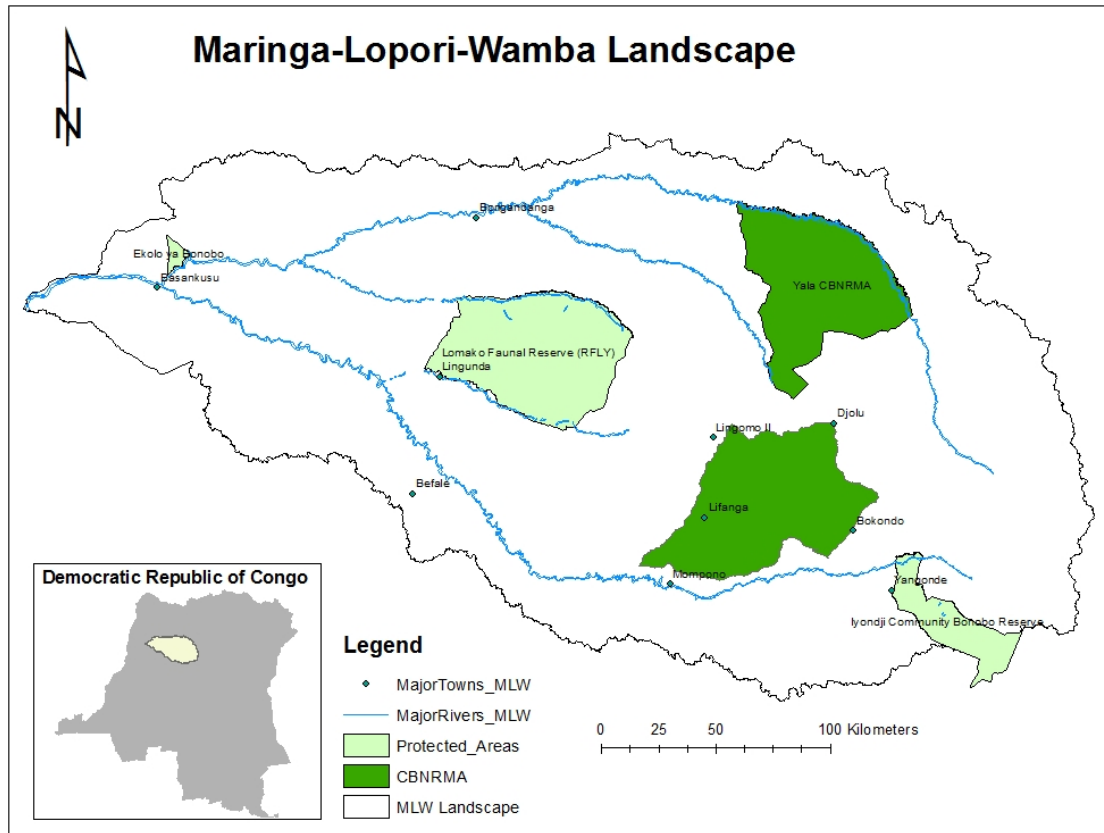 Maringa-Lopori-Wamba Landscape
N
Bongandanga
Ekolo ya Bonobo
Basankusu
Yala CBNRMA
Lomako Faunal Reserve (RFLY)
Lingunda
Djolu
Lingomo II
Befale
Lifanga
Bokondo
Mompono
Yangonde
Iyondji Community Bonobo Reserve
Democratic Republic of Congo
Legend
MajorTowns_MLW
MajorRivers_MLW
Protected_Areas
CBNRMA
MLW Landscape
0 25 50 100 Kilometers